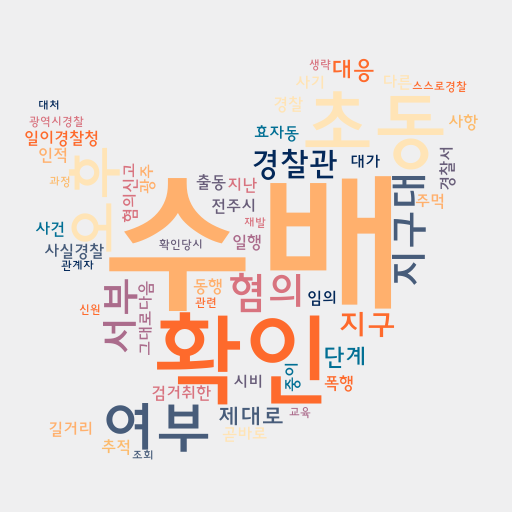 생략
대응
사기
다른
스스로경찰
대처
경찰
초동
광역시경찰
사항
일이경찰청
효자동
인적
경찰관
대가
경찰서
오후
혐의신고
과정
광주
출동
지난
지구대
주먹
수배
전주시
사건
재발
사실경찰
확인당시
일행
관계자
서부
그대로다음
동행
혐의
임의
관련
신원
확인
지구
중이
단계
시비
폭행
검거취한
여부
제대로
교육
길거리
곧바로
추적
조회